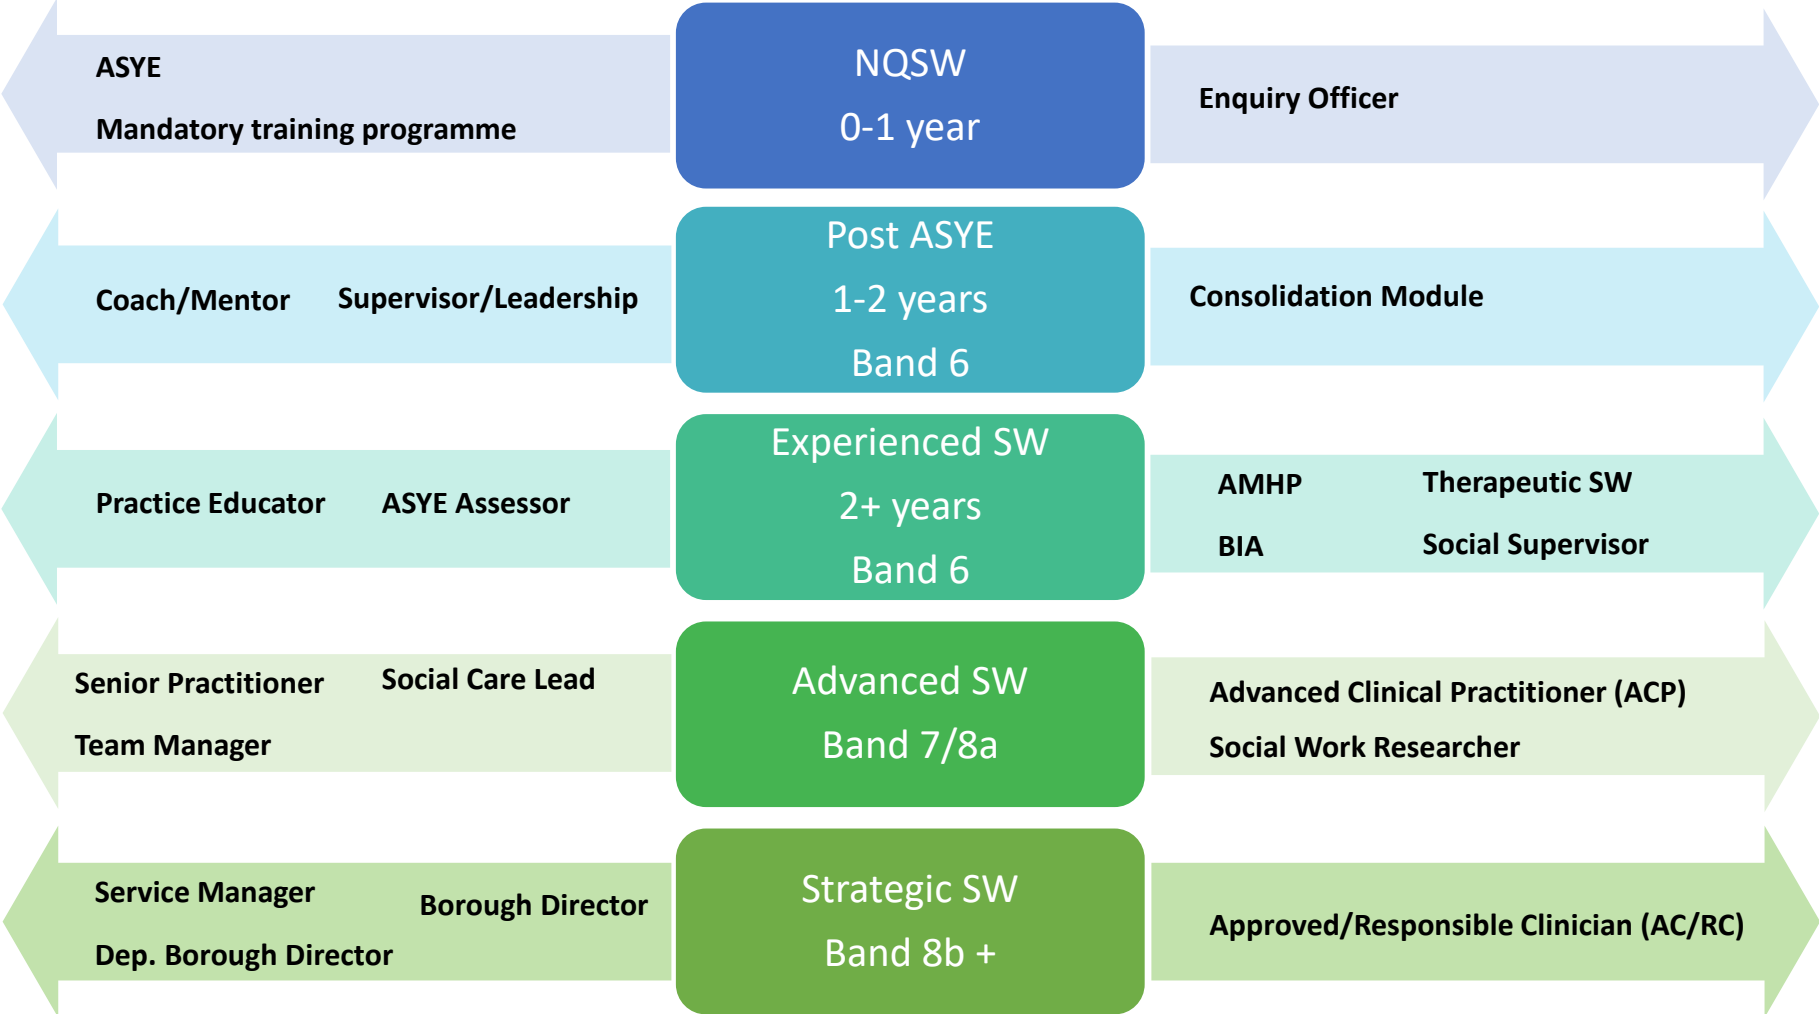 ASYE
Mandatory training programme
NQSW
0-1 year
Enquiry Officer
Coach/Mentor
Supervisor/Leadership
Post ASYE
1-2 years
Band 6
Consolidation Module
Practice Educator
ASYE Assessor
Experienced SW
2+ years
Band 6
AMHP
Therapeutic SW
BIA
Social Supervisor
Senior Practitioner
Social Care Lead
Team Manager
Advanced SW
Band 7/8a
Advanced Clinical Practitioner (ACP)
Social Work Researcher
Service Manager
Borough Director
Dep. Borough Director
Strategic SW
Band 8b +
Approved/Responsible Clinician (AC/RC)